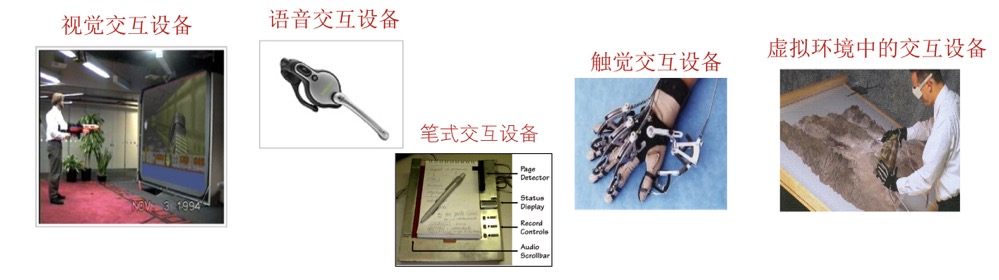 视觉交互设备
语音交互设备
笔式交互设备
触觉交互设备
虚拟环境中的交互设备
NOV. 3 1994
Page
Detector
Status
Display
Record
Controls
Audio
Scrollbar